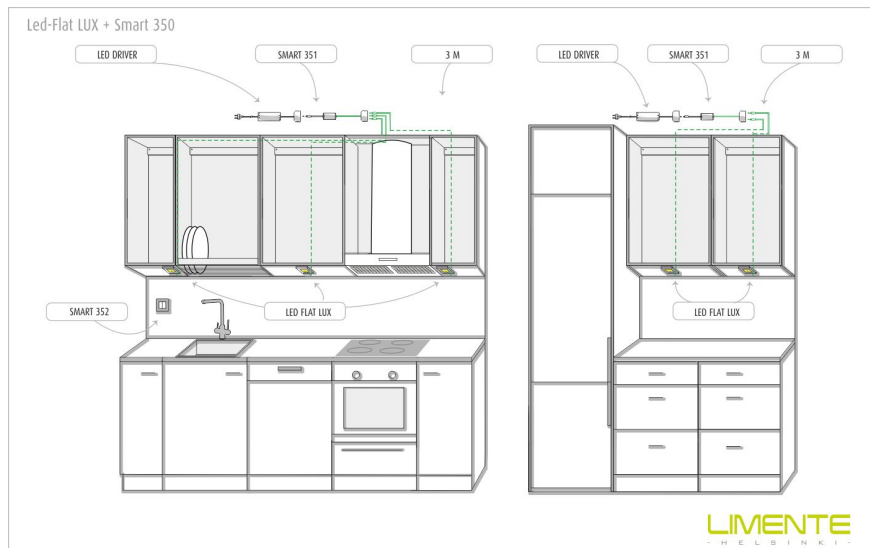 Led-Flat LUX + Smart 350
LED DRIVER
SMART 351
3 M
LED DRIVER
SMART 351
3 M
SMART 352
LED FLAT LUX
LED FLAT LUX
LIMENTE
- HELSINKI -